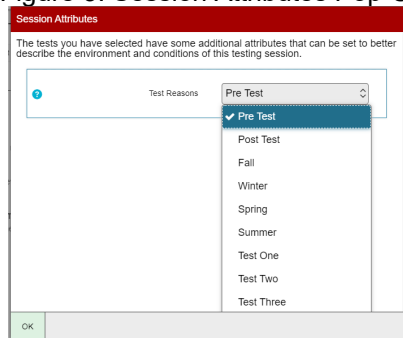 Session Attributes
The tests you have selected have some additional attributes that can be set to better
describe the environment and conditions of this testing session.
Test Reasons
Pre Test
Pre Test
Post Test
Fall
Winter
Spring
Summer
Test One
Test Two
Test Three
OK